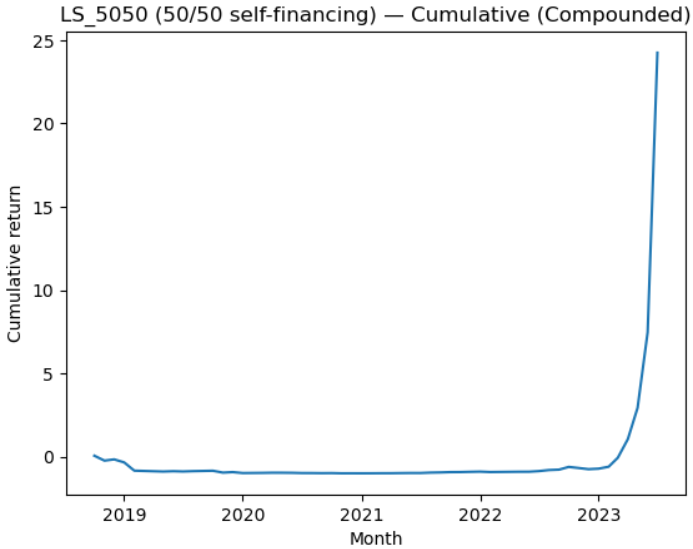 LS_5050 (50/50 self-financing) — Cumulative (Compounded)
25
20
15
10
5
0
Cumulative return
2019 2020 2021 2022 2023
Month